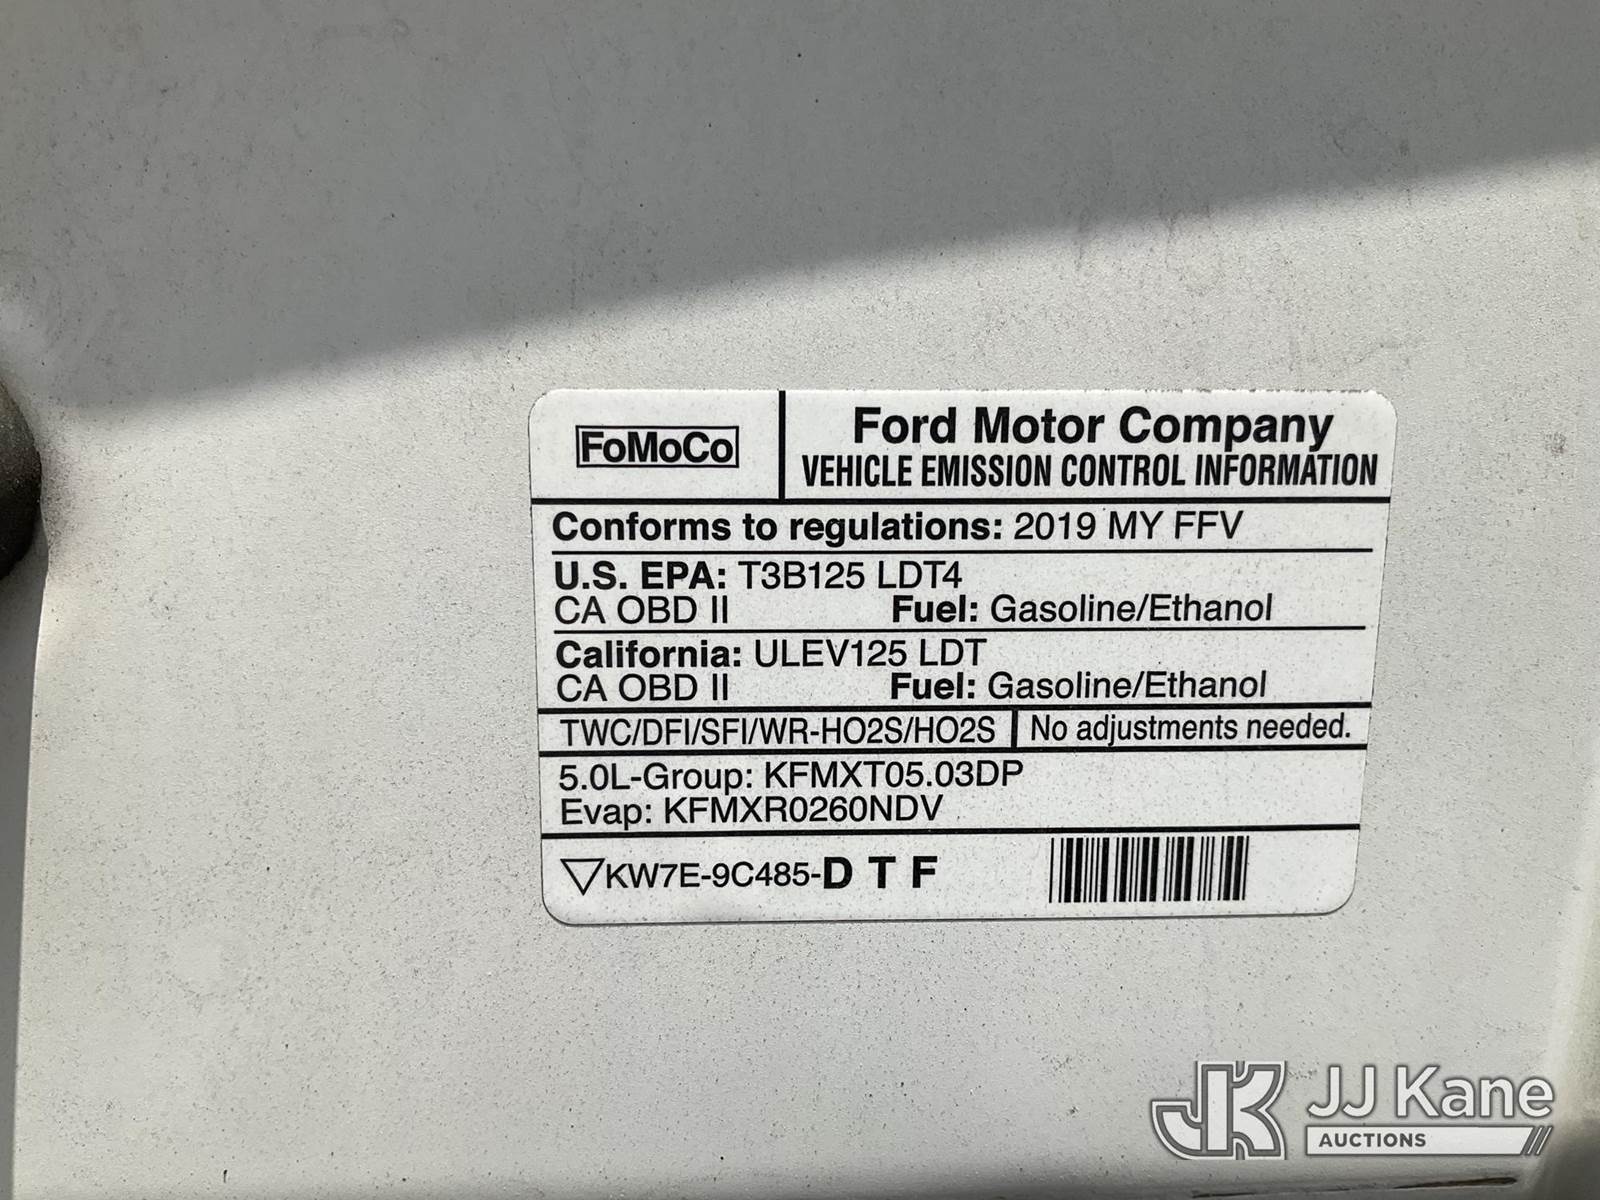 FoMoCo
Ford Motor Company
VEHICLE EMISSION CONTROL INFORMATION
Conforms to regulations: 2019 MY FFV
U.S. EPA: T3B125 LDT4
CA OBD II Fuel: Gasoline/Ethanol
California: ULEV125 LDT
CA OBD II Fuel: Gasoline/Ethanol
TWC/DFI/SFI/WR-HO2S/HO2S No adjustments needed.
5.0L-Group: KFMXT05.03DP
Evap: KFMXR0260NDV
KW7E-9C485-D T F
JK JJ Kane
AUCTIONS